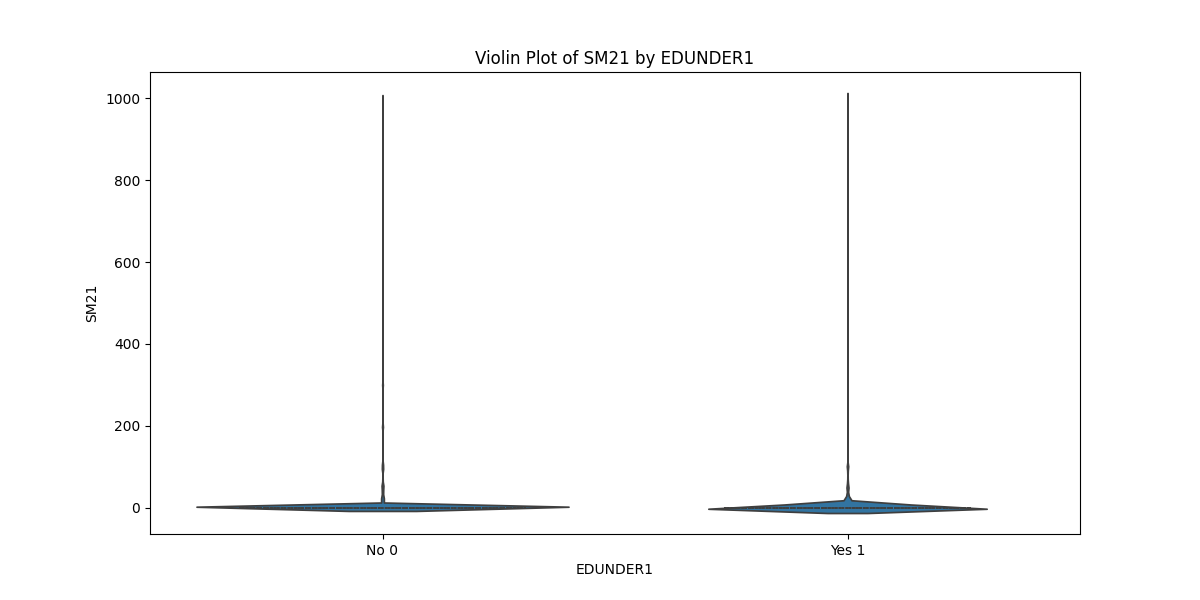 Violin Plot of SM21 by EDUNDER1
1000
800
600
400
200
0
SM21
No 0
Yes 1
EDUNDER1